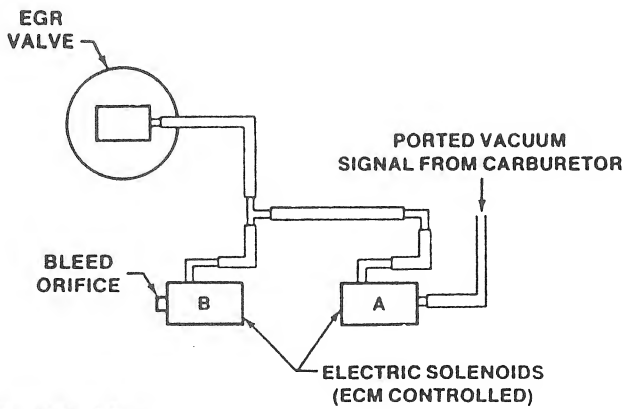 EGR
VALVE
PORTED VACUUM
SIGNAL FROM CARBURETOR
BLEED
ORIFICE
B
A
ELECTRIC SOLENOIDS
(ECM CONTROLLED)